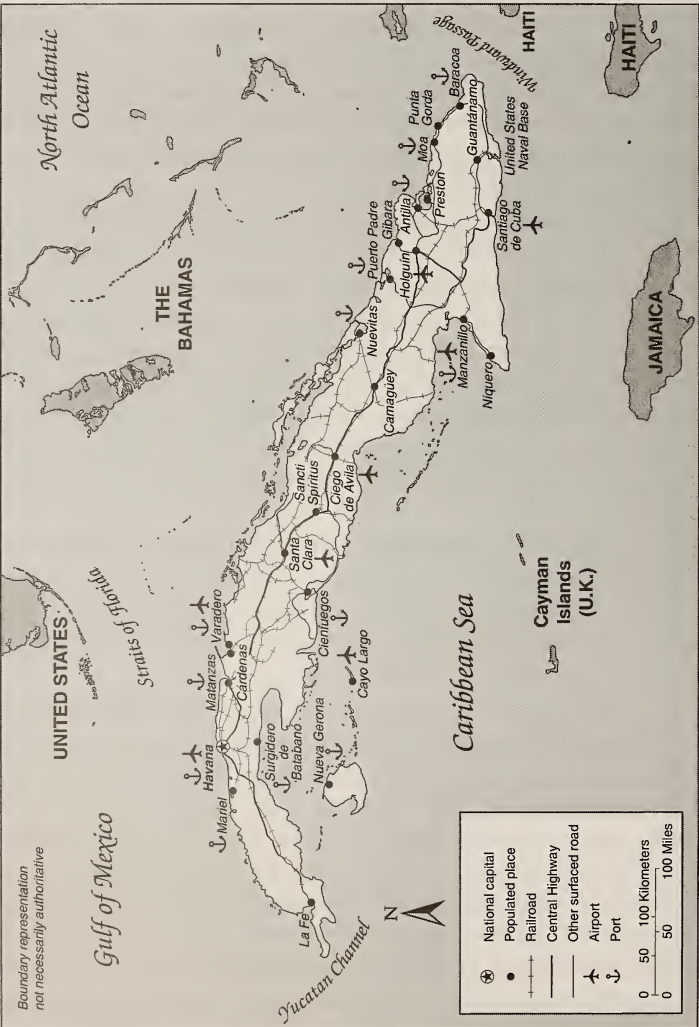 Boundary representation
not necessarily authoritative
North Atlantic
Ocean
UNITED STATES
Gulf of Mexico
Straits of Florida
THE
BAHAMAS
Windward Passage
HAITI
HAITI
Mariel
Havana
Matanzas
Varadero
Cárdenas
Surgidero
de
Batabano
Nueva Gerona
Cayo Largo
Cienfuegos
Santa
Clara
Sancti
Spiritus
Ciego
de Avila
Camagüey
Nuevitas
Puerto Padre
Gibara
Holguín
Antilla
Preston
Moa
Punta
Gorda
Baracoa
Guantánamo
United States
Naval Base
Santiago
de Cuba
Manzanillo
Niquero
La Fe
Yucatan Channel
Caribbean Sea
Cayman
Islands
(U.K.)
JAMAICA
N
National capital
Populated place
Railroad
Central Highway
Other surfaced road
Airport
Port
0 50 100 Kilometers
0 50 100 Miles